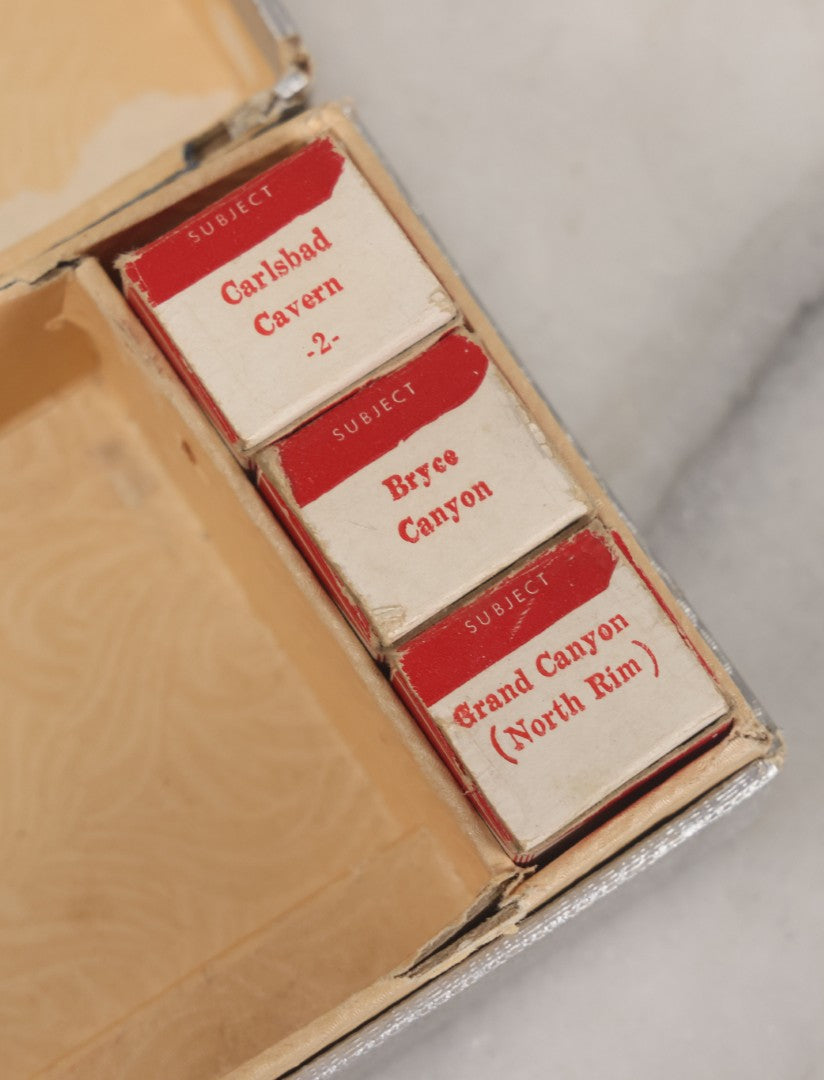 SUBJECT
Carlsbad
Cavern
-2-
SUBJECT
Bryce
Canyon
SUBJECT
Grand Canyon
(North Rim)